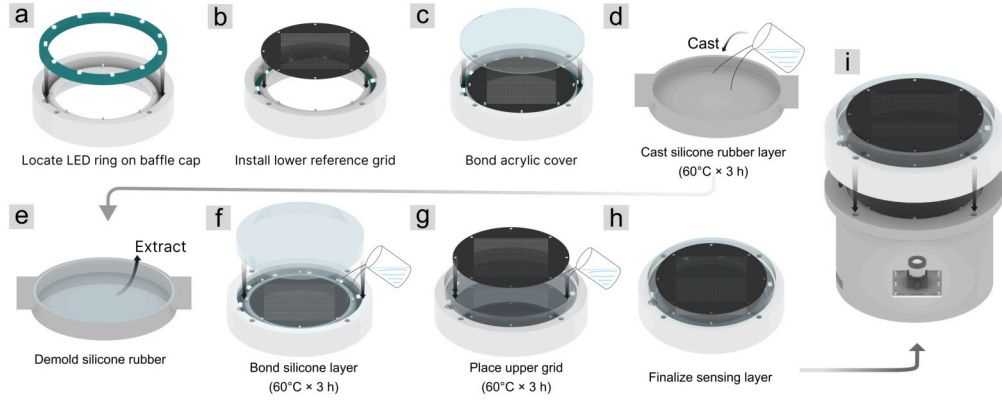 a
Locate LED ring on baffle cap
b
Install lower reference grid
c
Bond acrylic cover
d
Cast
Cast silicone rubber layer
(60°C × 3 h)
e
Extract
Demold silicone rubber
f
Bond silicone layer
(60°C × 3 h)
g
Place upper grid
(60°C × 3 h)
h
Finalize sensing layer
i